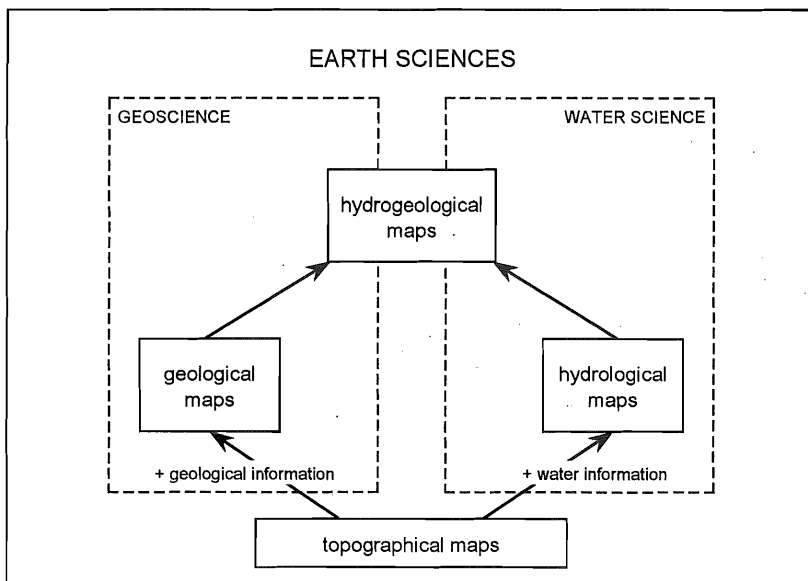 EARTH SCIENCES
GEOSCIENCE
WATER SCIENCE
hydrogeological
maps
geological
maps
hydrological
maps
+ geological information
+ water information
topographical maps